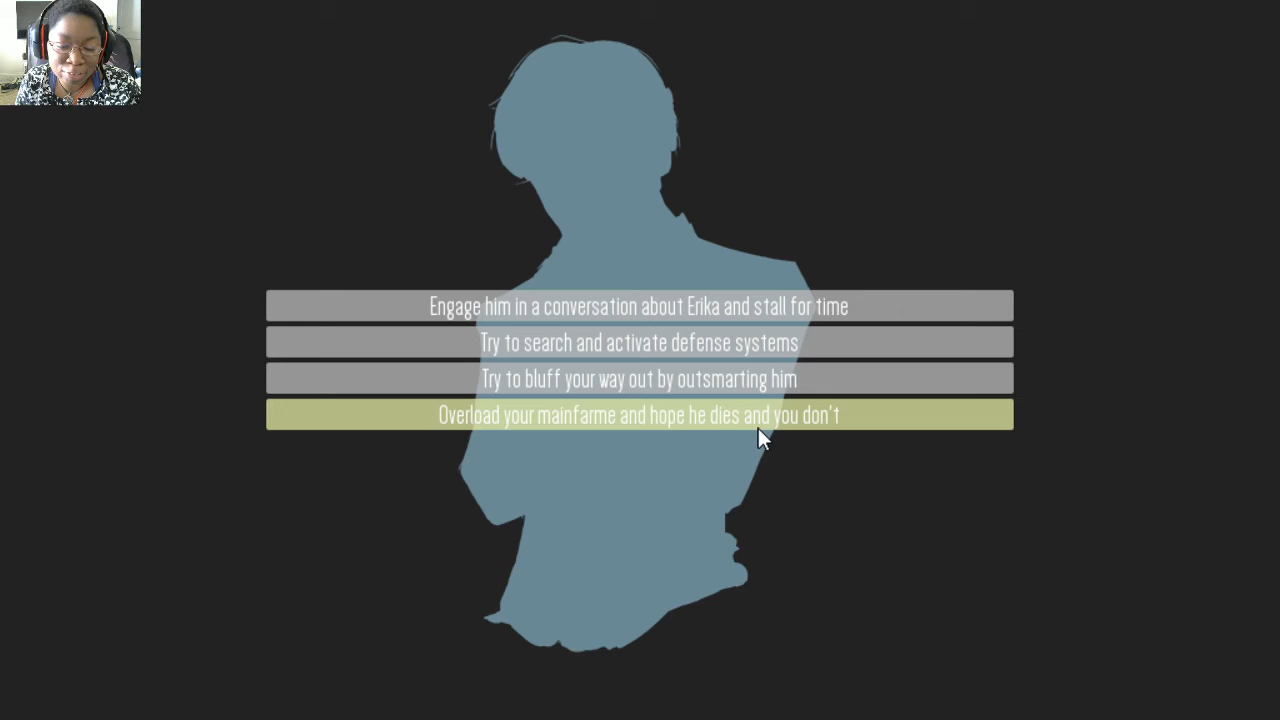 Engage him in a conversation about Erika and stall for time
Try to search and activate defense systems
Try to bluff your way out by outsmarting him
Overload your mainfarme and hope he dies and you don't